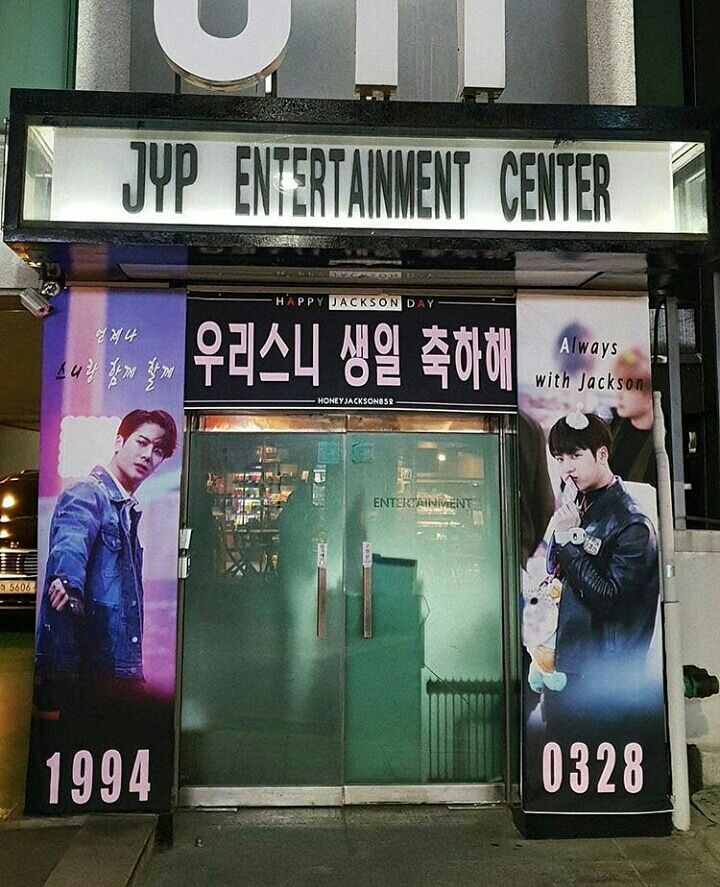 JYP ENTERTAINMENT CENTER
HAPPY JACKSON DAY
우리스니 생일 축하해
HONEYJACKSON852
언제나
스니랑 함께 할게
Always
with Jackson
ENTERTAINMENT
1994
0328
5606